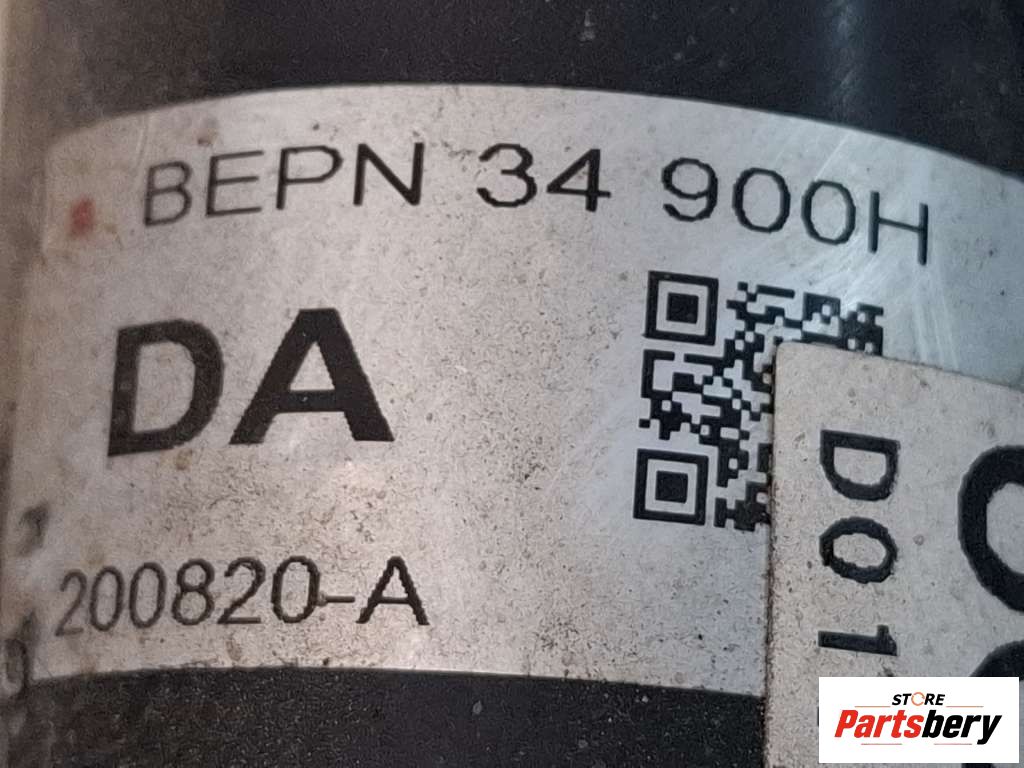 BEPN 34 900H
DA
200820-A
D01
STORE
Partsbery